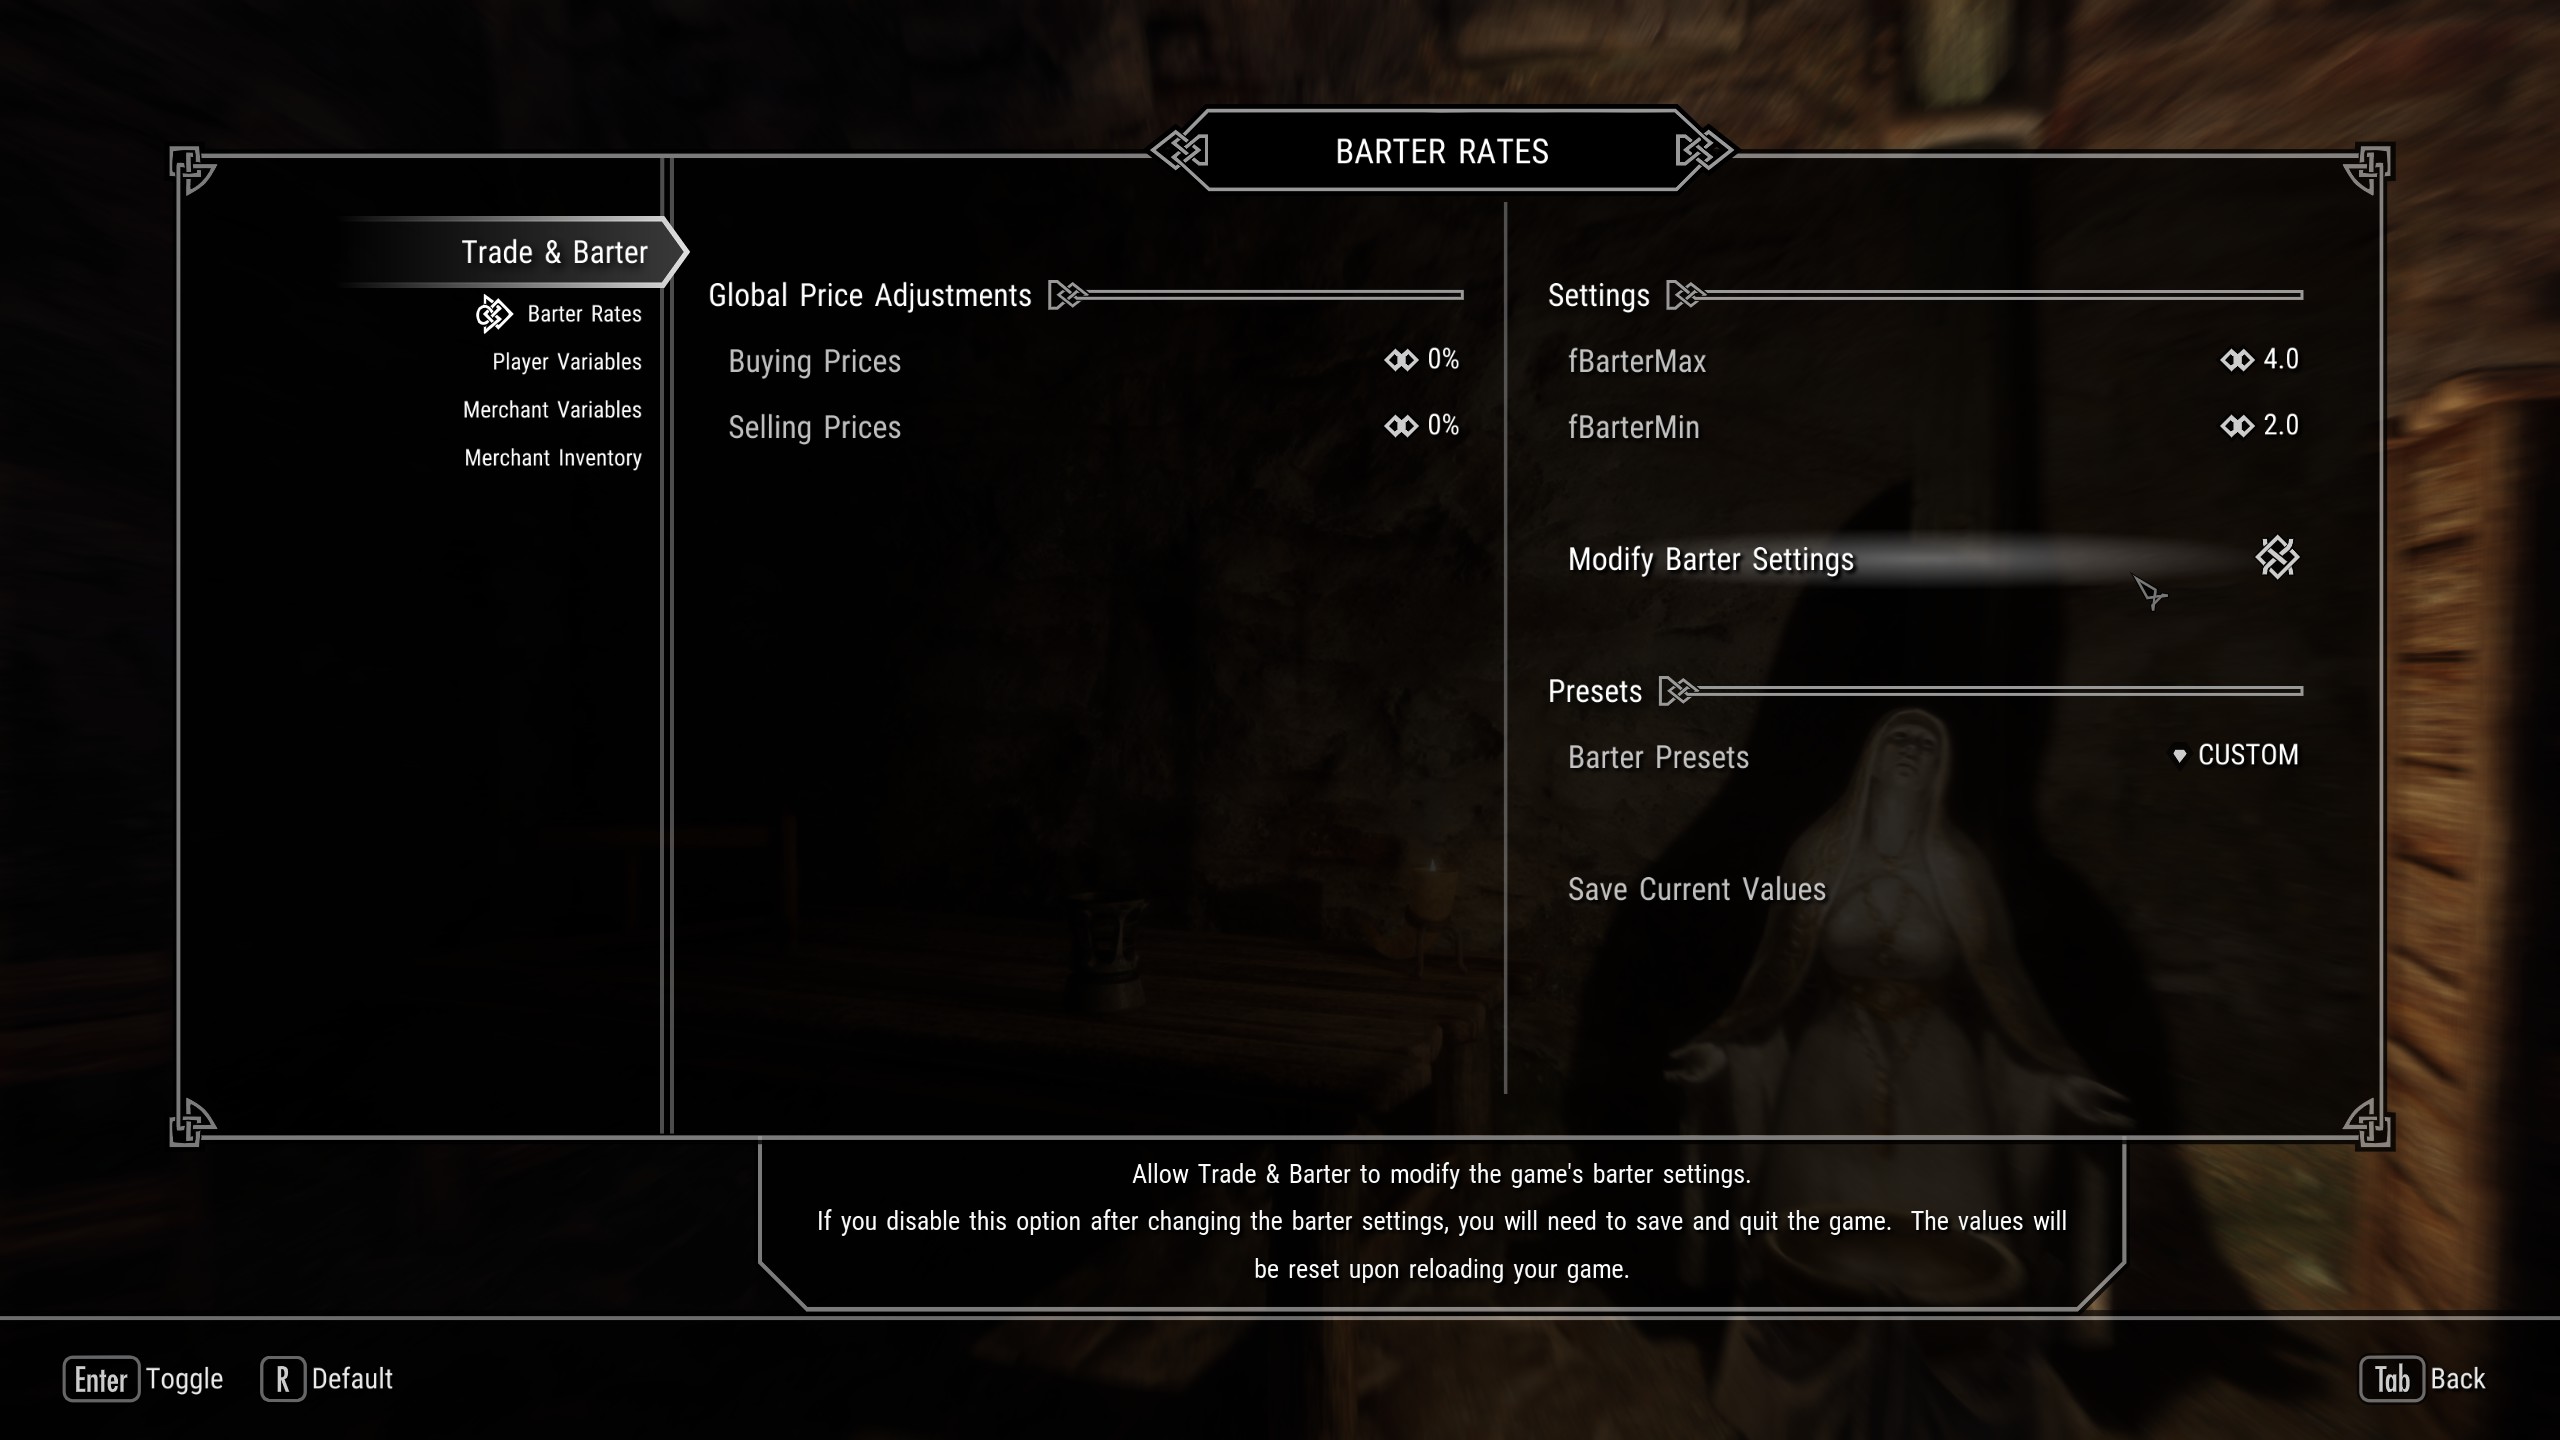 BARTER RATES
Trade & Barter
Barter Rates
Player Variables
Merchant Variables
Merchant Inventory
Global Price Adjustments
Buying Prices 0%
Selling Prices 0%
Settings
fBarterMax 4.0
fBarterMin 2.0
Modify Barter Settings
Presets
Barter Presets CUSTOM
Save Current Values
Allow Trade & Barter to modify the game's barter settings.
If you disable this option after changing the barter settings, you will need to save and quit the game. The values will
be reset upon reloading your game.
Enter Toggle R Default Tab Back